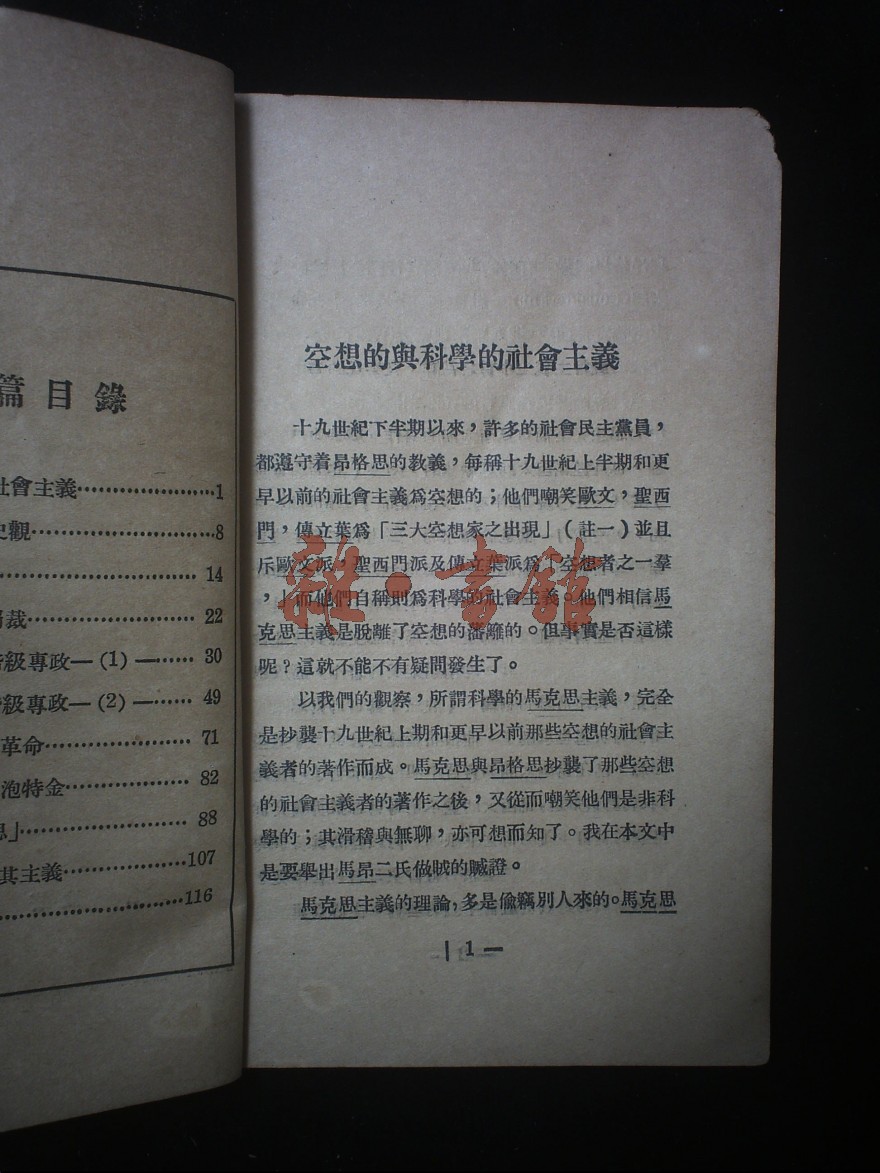 篇目錄
社會主義…………………1
史觀…………………8
…………………14
制裁…………………22
階級專政—(1)—……30
階級專政—(2)—……49
革命…………………71
泡特金…………………82
思」…………………88
其主義…………………107
…………………116
空想的與科學的社會主義
十九世紀下半期以來，許多的社會民主黨員，
都遵守着昂格思的教義，每稱十九世紀上半期和更
早以前的社會主義爲空想的；他們嘲笑歐文，聖西
門，傅立葉爲「三大空想家之出現」（註一）並且
斥歐文派，聖西門派及傅立葉派爲「空想者之一羣
，」而他們自稱則爲科學的社會主義。他們相信馬
克思主義是脫離了空想的藩籬的。但事實是否這樣
呢？這就不能不有疑問發生了。
以我們的觀察，所謂科學的馬克思主義，完全
是抄襲十九世紀上期和更早以前那些空想的社會主
義者的著作而成。馬克思與昂格思抄襲了那些空想
的社會主義者的著作之後，又從而嘲笑他們是非科
學的；其滑稽與無聊，亦可想而知了。我在本文中
是要舉出馬昂二氏做賊的贓證。
馬克思主義的理論，多是偸竊別人來的。馬克思
— 1 —
雜·書館